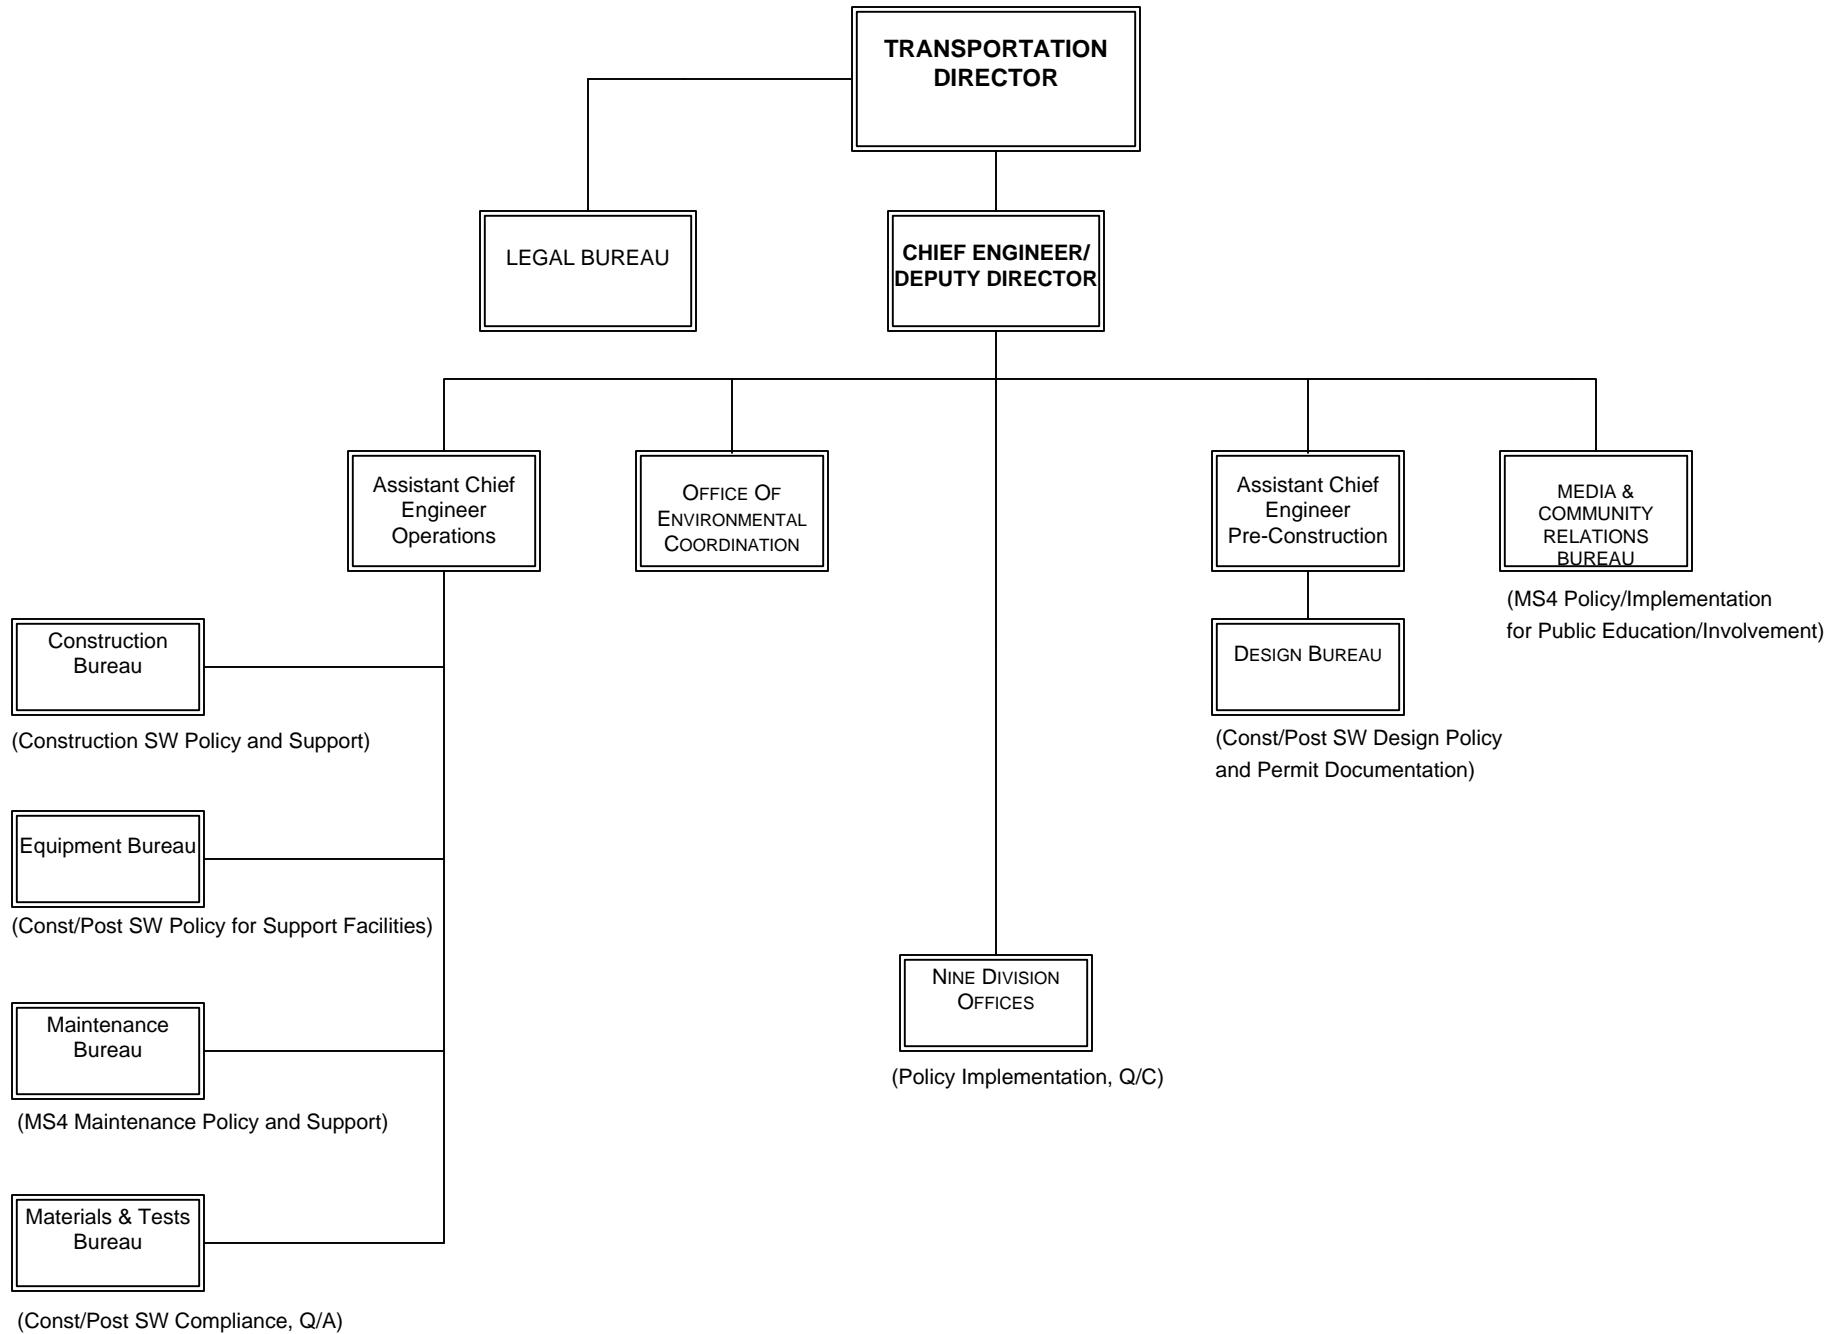 TRANSPORTATION
DIRECTOR
LEGAL BUREAU
CHIEF ENGINEER/
DEPUTY DIRECTOR
Assistant Chief
Engineer
Operations
OFFICE OF
ENVIRONMENTAL
COORDINATION
Assistant Chief
Engineer
Pre-Construction
MEDIA &
COMMUNITY
RELATIONS
BUREAU
(MS4 Policy/Implementation
for Public Education/Involvement)
Construction
Bureau
(Construction SW Policy and Support)
DESIGN BUREAU
(Const/Post SW Design Policy
and Permit Documentation)
Equipment Bureau
(Const/Post SW Policy for Support Facilities)
NINE DIVISION
OFFICES
(Policy Implementation, Q/C)
Maintenance
Bureau
(MS4 Maintenance Policy and Support)
Materials & Tests
Bureau
(Const/Post SW Compliance, Q/A)